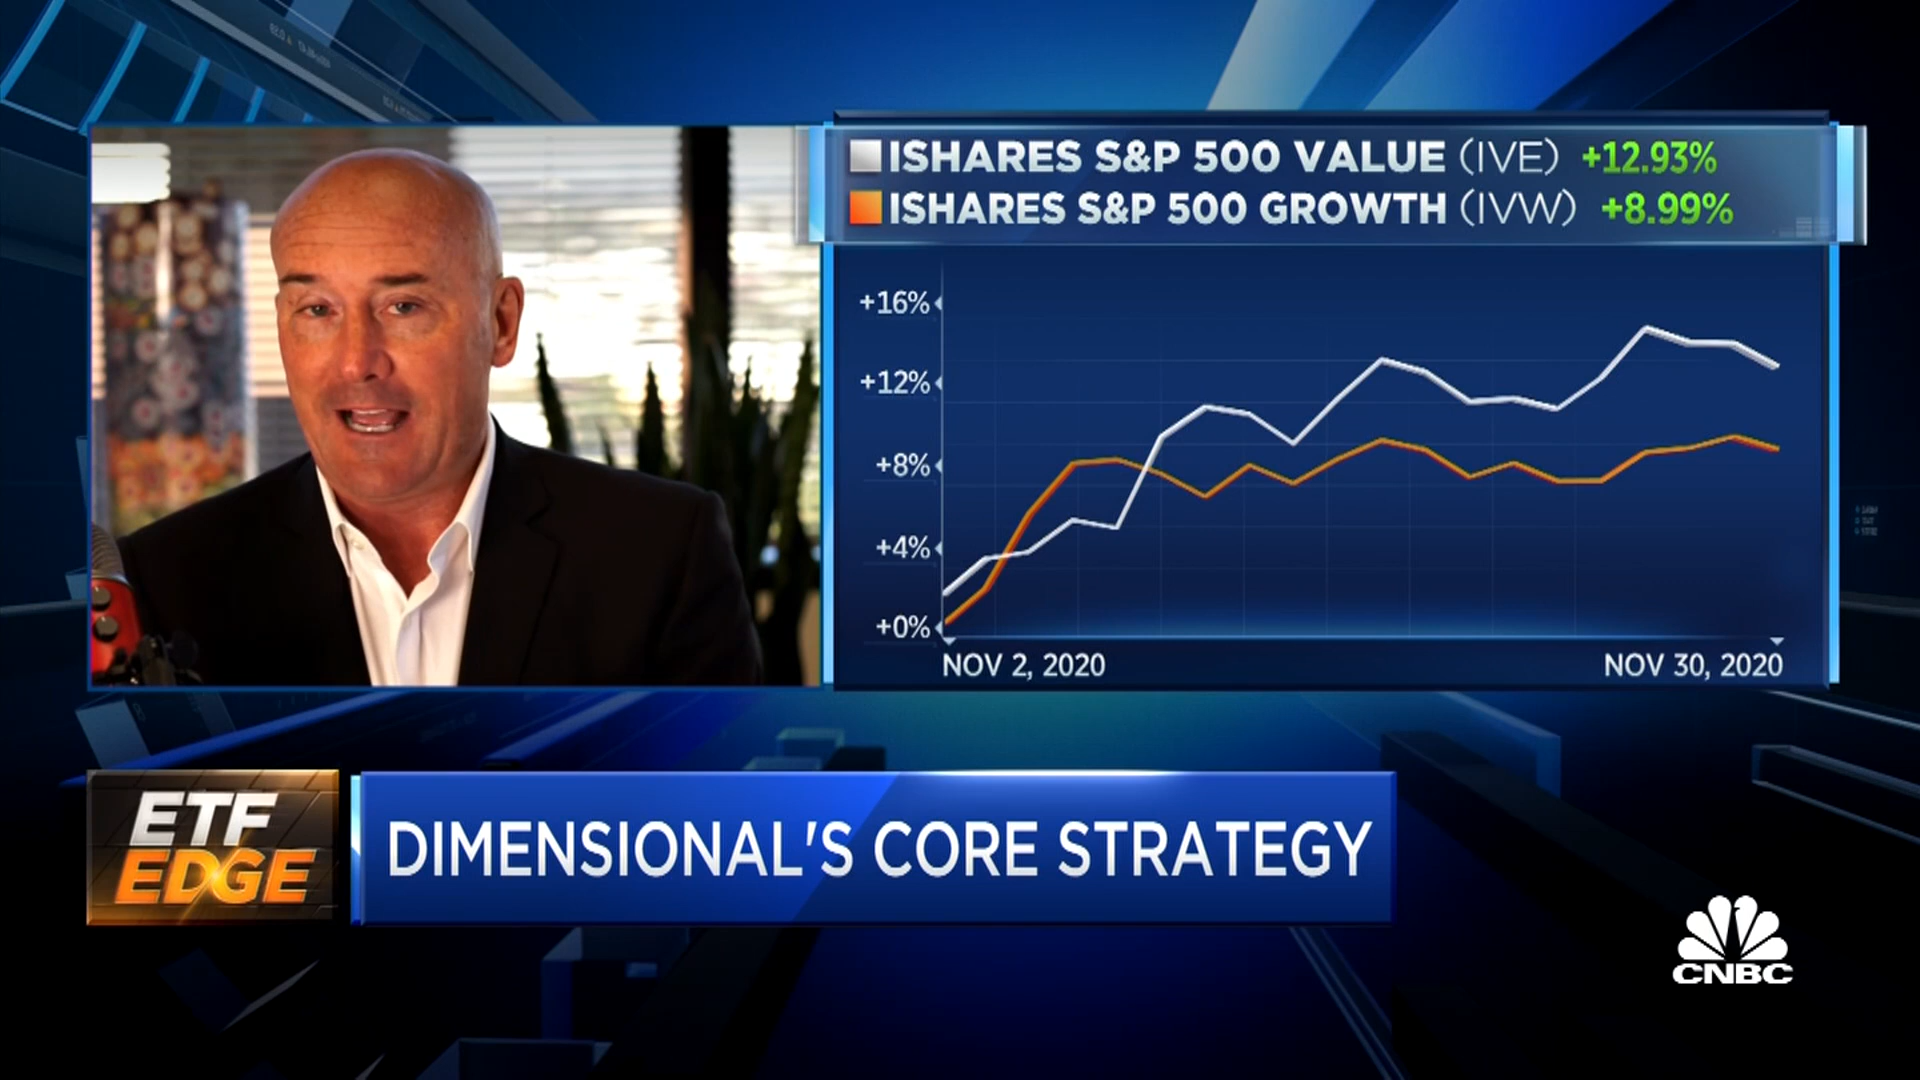 ISHARES S&P 500 VALUE (IVE) +12.93%
ISHARES S&P 500 GROWTH (IVW) +8.99%
+16%
+12%
+8%
+4%
+0%
NOV 2, 2020
NOV 30, 2020
ETF
EDGE
DIMENSIONAL'S CORE STRATEGY
CNBC